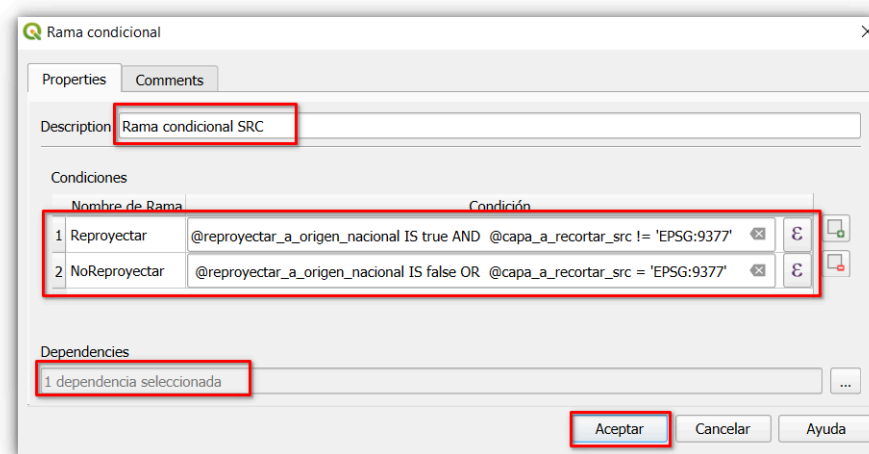 Rama condicional
Properties Comments
Description Rama condicional SRC
Condiciones
Nombre de Rama Condición
1 Reproyectar @reproyectar_a_origen_nacional IS true AND @capa_a_recortar_src != 'EPSG:9377' ε
2 NoReproyectar @reproyectar_a_origen_nacional IS false OR @capa_a_recortar_src = 'EPSG:9377' ε
Dependencies
1 dependencia seleccionada ...
Aceptar Cancelar Ayuda